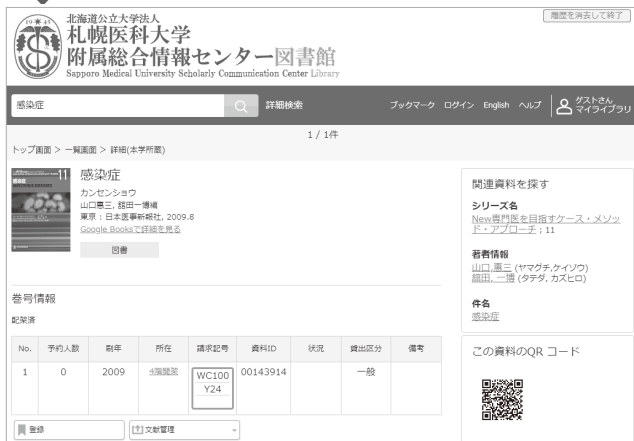 履歴を消去して終了
北海道公立大学法人
札幌医科大学
附属総合情報センター図書館
Sapporo Medical University Scholarly Communication Center Library
感染症
詳細検索
ブックマーク ログイン English ヘルプ
ゲストさん
マイライブラリ
1 / 1件
トップ画面 > 一覧画面 > 詳細(本学所蔵)
11
感染症
感染症
カンセンショウ
山口惠三, 舘田一博編
東京 : 日本医事新報社, 2009.8
Google Booksで詳細を見る
図書
巻号情報
配架済
No. 予約人数 刷年 所在 請求記号 資料ID 状況 貸出区分 備考
1 0 2009 4階開架 WC100 00143914 一般
Y24
登録
文献管理
関連資料を探す
シリーズ名
New専門医を目指すケース・メソッ
ド・アプローチ ; 11
著者情報
山口, 惠三 (ヤマグチ,ケイゾウ)
舘田, 一博 (タテダ, カズヒロ)
件名
感染症
この資料のQR コード